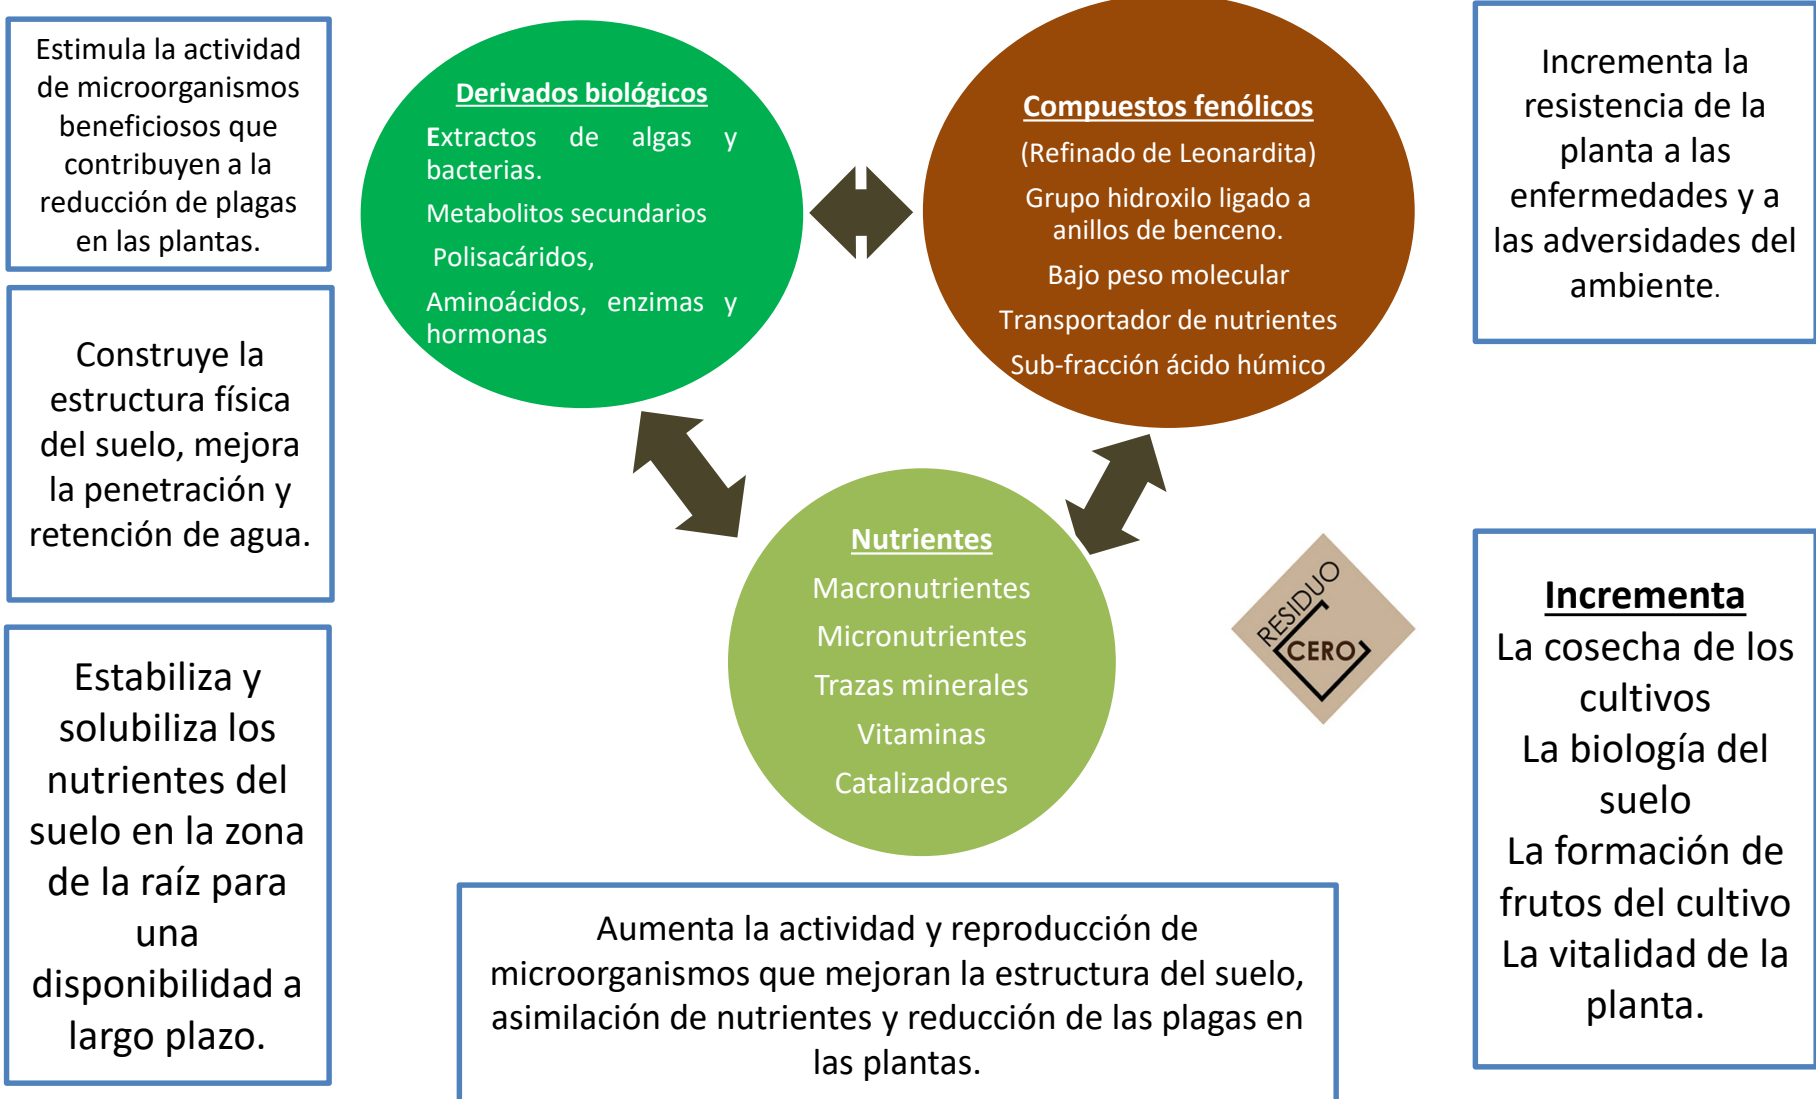 Estimula la actividad
de microorganismos
beneficiosos que
contribuyen a la
reducción de plagas
en las plantas.
Construye la
estructura física
del suelo, mejora
la penetración y
retención de agua.
Estabiliza y
solubiliza los
nutrientes del
suelo en la zona
de la raíz para
una
disponibilidad a
largo plazo.
Derivados biológicos
Extractos de algas y
bacterias.
Metabolitos secundarios
Polisacáridos,
Aminoácidos, enzimas y
hormonas
Compuestos fenólicos
(Refinado de Leonardita)
Grupo hidroxilo ligado a
anillos de benceno.
Bajo peso molecular
Transportador de nutrientes
Sub-fracción ácido húmico
Nutrientes
Macronutrientes
Micronutrientes
Trazas minerales
Vitaminas
Catalizadores
RESIDUO
CERO
Aumenta la actividad y reproducción de
microorganismos que mejoran la estructura del suelo,
asimilación de nutrientes y reducción de las plagas en
las plantas.
Incrementa la
resistencia de la
planta a las
enfermedades y a
las adversidades del
ambiente.
Incrementa
La cosecha de los
cultivos
La biología del
suelo
La formación de
frutos del cultivo
La vitalidad de la
planta.